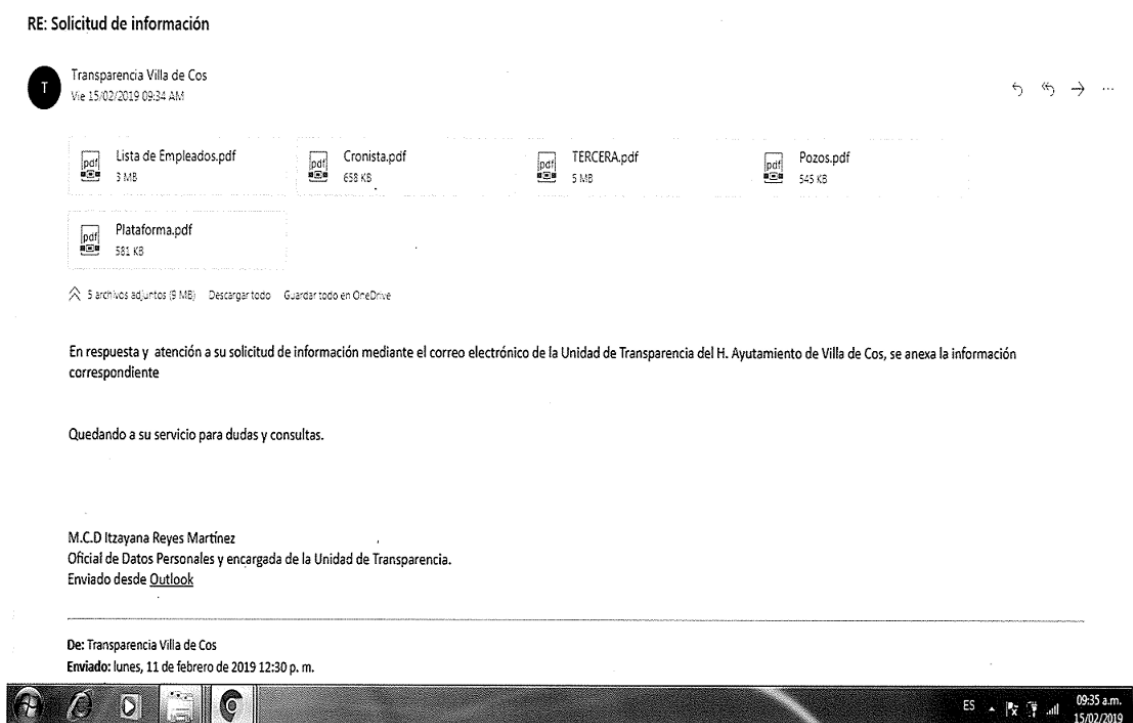 RE: Solicitud de información
T
Transparencia Villa de Cos
Vie 15/02/2019 09:34 AM
pdf
Lista de Empleados.pdf
3 MB
pdf
Cronista.pdf
658 KB
pdf
TERCERA.pdf
5 MB
pdf
Pozos.pdf
545 KB
pdf
Plataforma.pdf
581 KB
5 archivos adjuntos (9 MB) Descargar todo Guardar todo en OneDrive
En respuesta y atención a su solicitud de información mediante el correo electrónico de la Unidad de Transparencia del H. Ayutamiento de Villa de Cos, se anexa la información
correspondiente
Quedando a su servicio para dudas y consultas.
M.C.D Itzayana Reyes Martínez
Oficial de Datos Personales y encargada de la Unidad de Transparencia.
Enviado desde Outlook
De: Transparencia Villa de Cos
Enviado: lunes, 11 de febrero de 2019 12:30 p. m.
ES
09:35 a.m.
15/02/2019